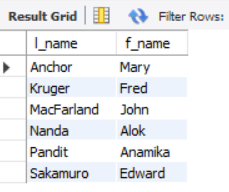 Result Grid Filter Rows:
l_name f_name
Anchor Mary
Kruger Fred
MacFarland John
Nanda Alok
Pandit Anamika
Sakamuro Edward